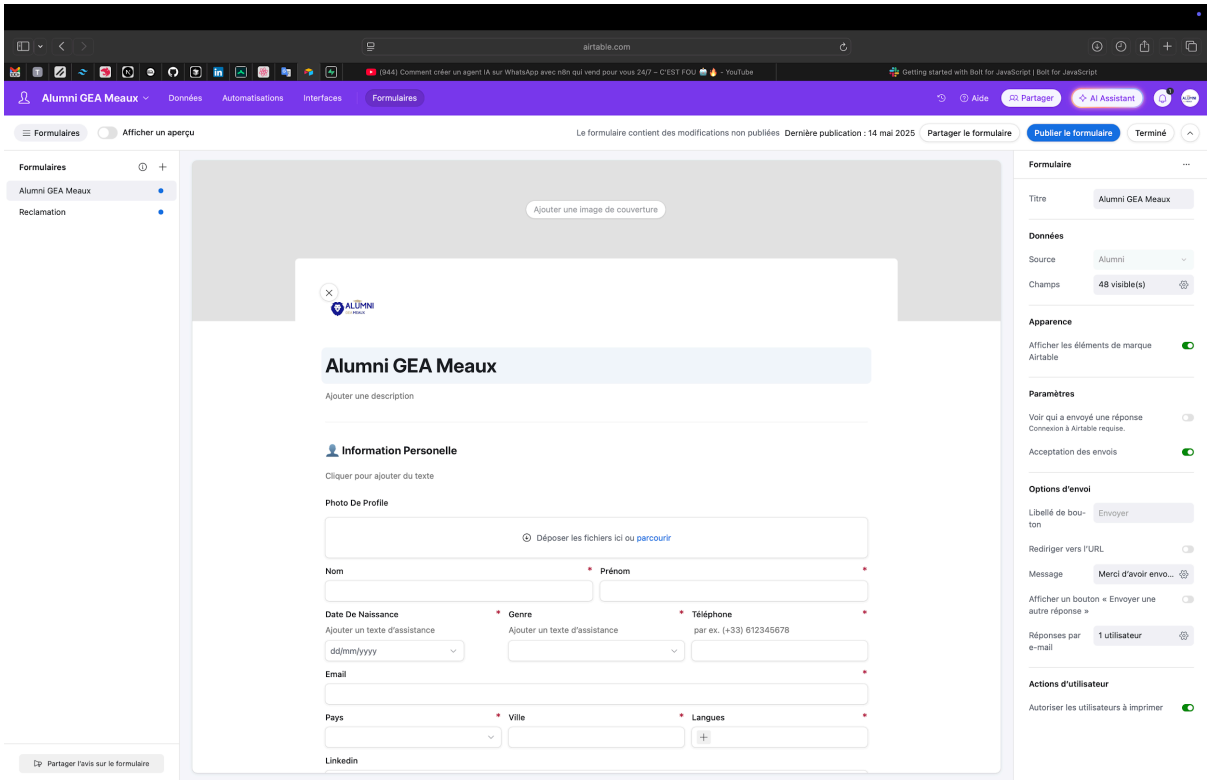 airtable.com
(944) Comment créer un agent IA sur WhatsApp avec n8n qui vend pour vous 24/7 – C'EST FOU 🤖🔥 - YouTube
Getting started with Bolt for JavaScript | Bolt for JavaScript
Alumni GEA Meaux
Données
Automatisations
Interfaces
Formulaires
Aide
Partager
AI Assistant
1
Formulaires
Afficher un aperçu
Le formulaire contient des modifications non publiées
Dernière publication : 14 mai 2025
Partager le formulaire
Publier le formulaire
Terminé
Formulaires
Alumni GEA Meaux
Reclamation
Partager l'avis sur le formulaire
Ajouter une image de couverture
ALUMNI
GEA MEAUX
Alumni GEA Meaux
Ajouter une description
👤 Information Personelle
Cliquer pour ajouter du texte
Photo De Profile
Déposer les fichiers ici ou parcourir
Nom * Prénom *
Date De Naissance * Genre * Téléphone *
Ajouter un texte d'assistance Ajouter un texte d'assistance par ex. (+33) 612345678
dd/mm/yyyy
Email *
Pays * Ville * Langues *
+
Linkedin
Formulaire
Titre Alumni GEA Meaux
Données
Source Alumni
Champs 48 visible(s)
Apparence
Afficher les éléments de marque
Airtable
Paramètres
Voir qui a envoyé une réponse
Connexion à Airtable requise.
Acceptation des envois
Options d'envoi
Libellé de bou-
ton
Envoyer
Rediriger vers l'URL
Message Merci d'avoir envo...
Afficher un bouton « Envoyer une
autre réponse »
Réponses par
e-mail
1 utilisateur
Actions d'utilisateur
Autoriser les utilisateurs à imprimer